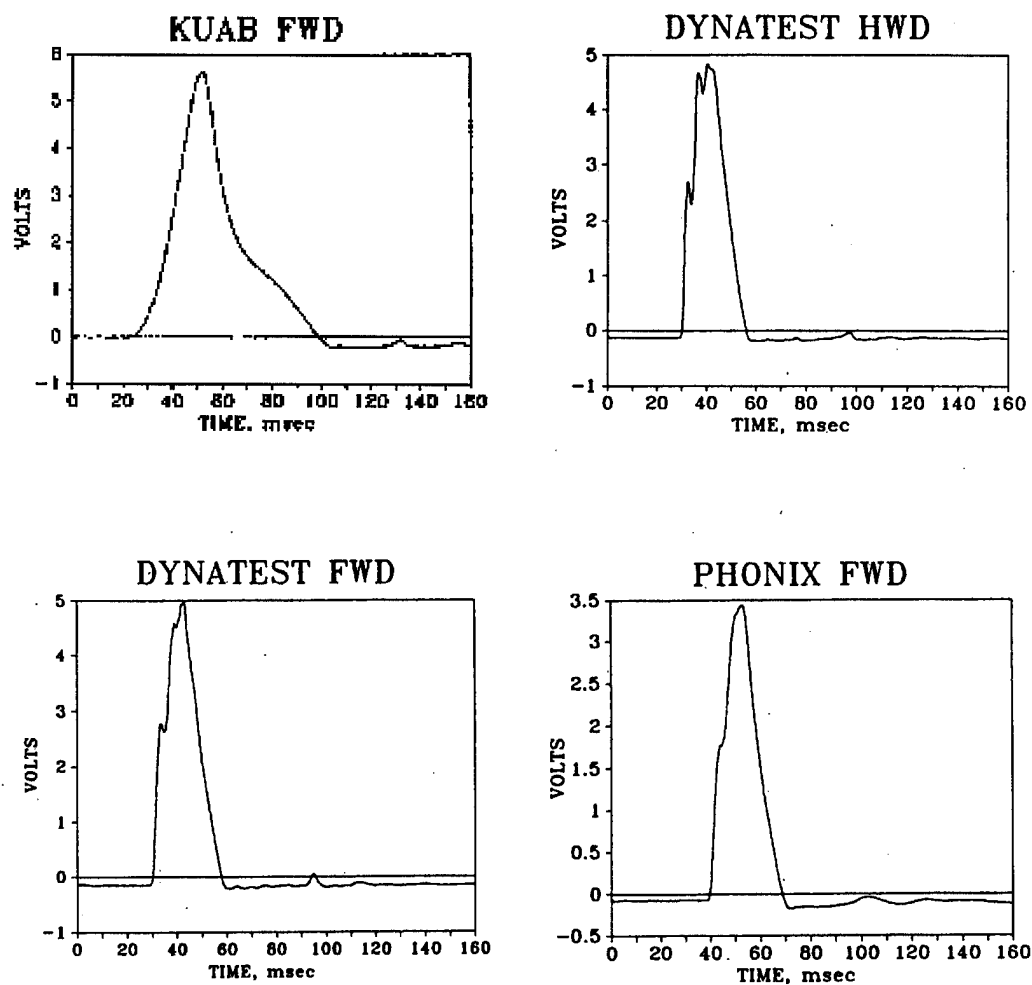 KUAB FWD
6
5
4
3
2
1
0
−1
VOLTS
0 20 40 60 80 100 120 140 160
TIME, msec
DYNATEST HWD
5
4
3
2
1
0
−1
VOLTS
0 20 40 60 80 100 120 140 160
TIME, msec
DYNATEST FWD
5
4
3
2
1
0
−1
VOLTS
0 20 40 60 80 100 120 140 160
TIME, msec
PHONIX FWD
3.5
3
2.5
2
1.5
1
0.5
0
−0.5
VOLTS
0 20 40 60 80 100 120 140 160
TIME, msec